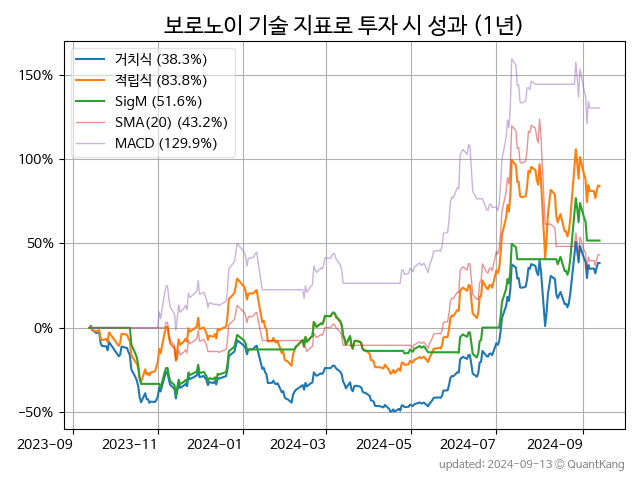 보로노이 기술 지표로 투자 시 성과 (1년)
거치식 (38.3%)
적립식 (83.8%)
SigM (51.6%)
SMA(20) (43.2%)
MACD (129.9%)
150%
100%
50%
0%
−50%
2023−09
2023−11
2024−01
2024−03
2024−05
2024−07
2024−09
updated: 2024−09−13 © QuantKang